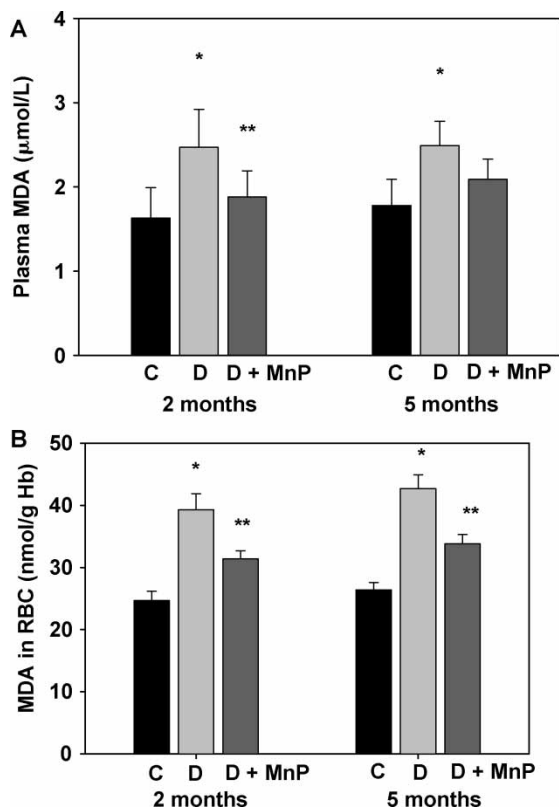 A
Plasma MDA (μmol/L)
4
3
2
1
0
*
**
*
C D D + MnP C D D + MnP
2 months 5 months
B
MDA in RBC (nmol/g Hb)
50
40
30
20
10
0
*
**
*
**
C D D + MnP C D D + MnP
2 months 5 months